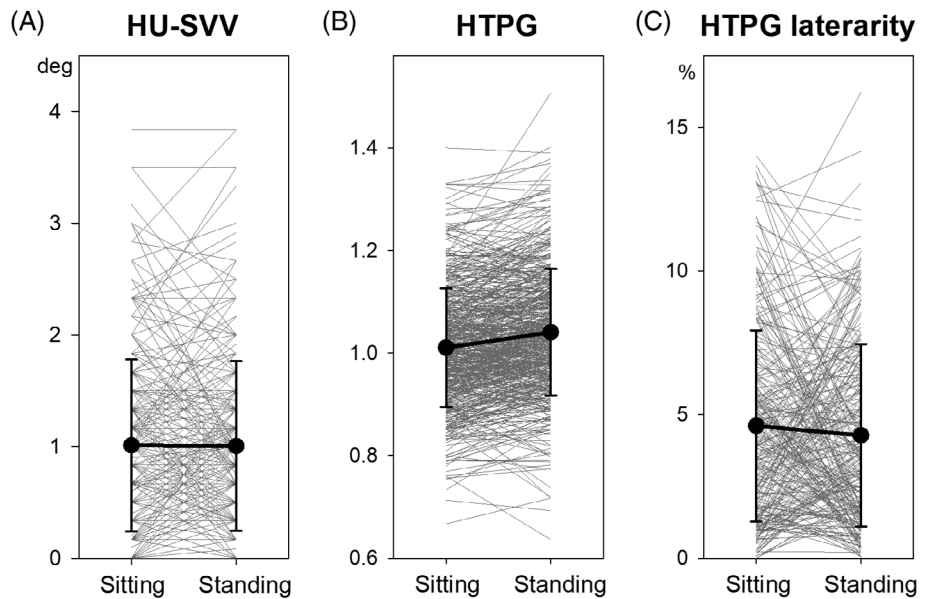 (A) HU-SVV
deg
4
3
2
1
0
Sitting Standing
(B) HTPG
1.4
1.2
1.0
0.8
0.6
Sitting Standing
(C) HTPG laterarity
%
15
10
5
0
Sitting Standing